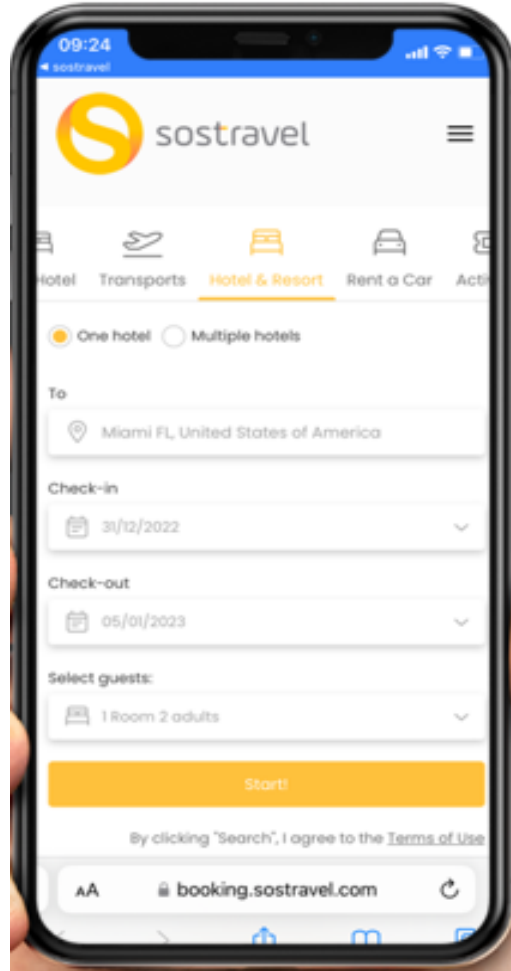 09:24
◀ sostravel
sostravel
Hotel Transports Hotel & Resort Rent a Car Acti
One hotel Multiple hotels
To
Miami FL, United States of America
Check-in
31/12/2022
Check-out
05/01/2023
Select guests:
1 Room 2 adults
Start!
By clicking "Search", I agree to the Terms of Use
AA booking.sostravel.com